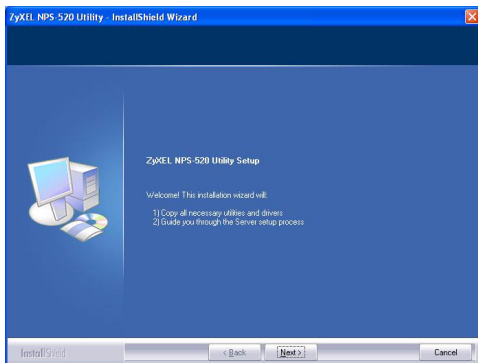 ZyXEL NPS-520 Utility - InstallShield Wizard
ZyXEL NPS-520 Utility Setup
Welcome! This installation wizard will:
1) Copy all necessary utilities and drivers
2) Guide you through the Server setup process
InstallShield
< Back
Next >
Cancel